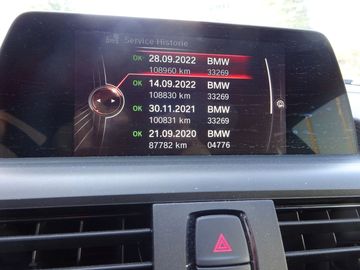 Service Historie
OK 28.09.2022 BMW
108960 km 33269
OK 14.09.2022 BMW
108830 km 33269
OK 30.11.2021 BMW
100831 km 33269
OK 21.09.2020 BMW
87782 km 04776